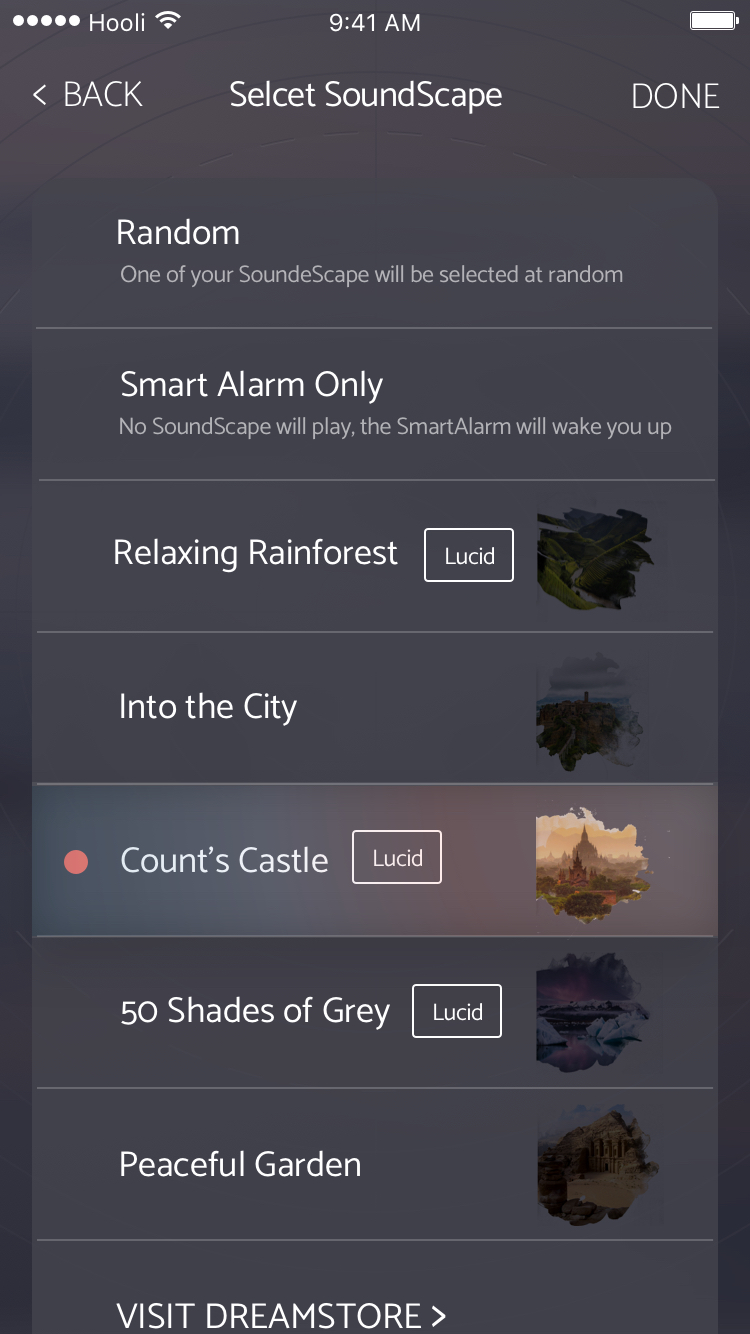 Hooli 9:41 AM
< BACK Selcet SoundScape DONE
Random
One of your SoundeScape will be selected at random
Smart Alarm Only
No SoundScape will play, the SmartAlarm will wake you up
Relaxing Rainforest Lucid
Into the City
Count's Castle Lucid
50 Shades of Grey Lucid
Peaceful Garden
VISIT DREAMSTORE >